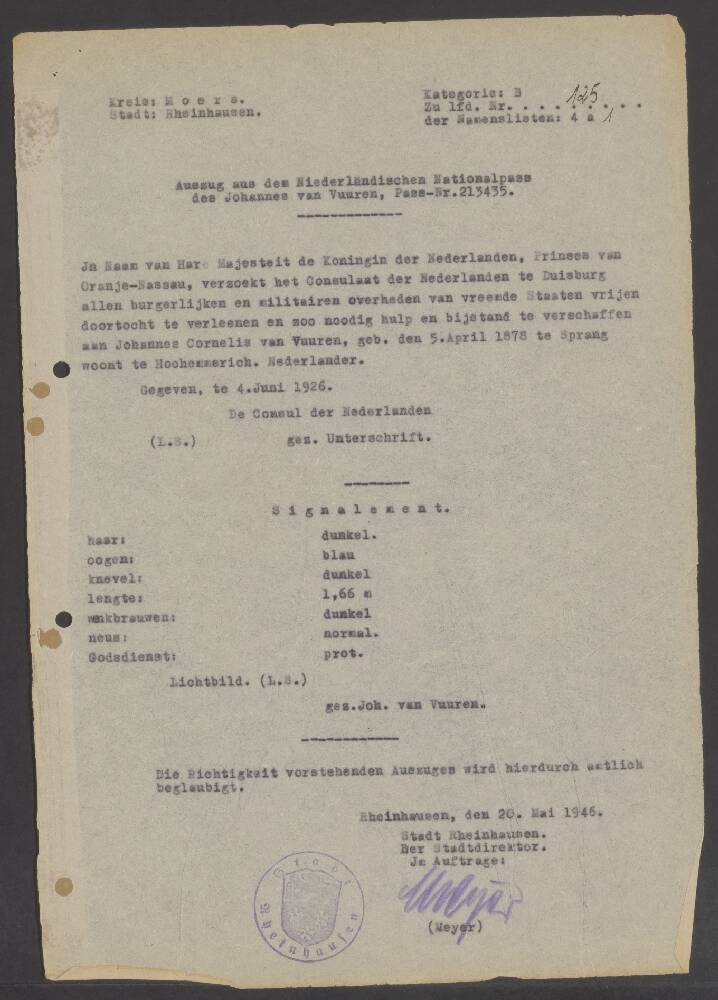 Kreis: M o e r s.
Stadt: Rheinhausen.
Kategorie: B
Zu lfd. Nr. . . . 125 . . .
der Namenslisten: 4 a 1
Auszug aus dem Niederländischen Nationalpass
des Johannes van Vuuren, Pass-Nr.213435.
Jn Naam van Hare Majesteit de Koningin der Nederlanden, Prinses van
Oranje-Nassau, verzoekt het Consulaat der Nederlanden te Duisburg
allen burgerlijken en militairen overheden van vreemde Staaten vrijen
doortocht te verleenen en zoo noodig hulp en bijstand te verschaffen
aan Johannes Cornelis van Vuuren, geb. den 5.April 1878 te Sprang
woont te Hochemmerich. Nederlander.
Gegeven, te 4.Juni 1926.
De Consul der Nederlanden
(L.S.) gez. Unterschrift.
S i g n a l e m e n t.
haar: dunkel.
oogen: blau
knevel: dunkel
lengte: 1,66 m
wenkbrauwen: dunkel
neus: normal.
Godsdienst: prot.
Lichtbild. (L.S.)
gez.Joh. van Vuuren.
Die Richtigkeit vorstehenden Auszuges wird hierdurch amtlich
beglaubigt.
Rheinhausen, den 20. Mai 1946.
Stadt Rheinhausen.
Der Stadtdirektor.
Jm Auftrage:
Meyer
(Meyer)
Stadt
Rheinhausen